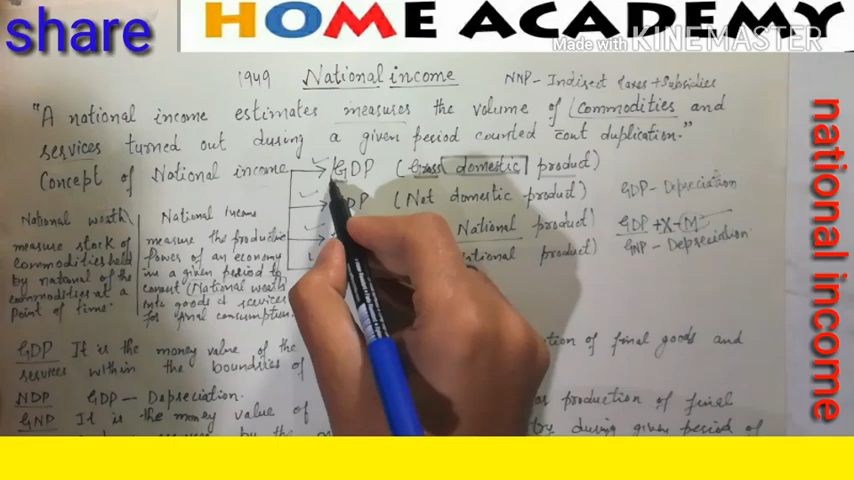 share
HOME ACADEMY
Made with KINEMASTER
1949 National income NNP - Indirect taxes + Subsidies
"A national income estimates measures the volume of commodities and
services turned out during a given period counted duplication."
Concept of National income GDP (Gross domestic product)
DP (Net domestic product) GDP - Depreciation
National product) GDP + X - M
national product) GNP - Depreciation
National wealth
measure stock of
commodities held
by national of the
commodities at a
Point of time.
National Income
measure the productive
Power of an economy
in a given period to
convert (National wealth
into goods & services
for final consumption.
GDP It is the money value of the tion of final goods and
services within the boundries of
NDP GDP - Depreciation. production of final
GNP It is the money value of
by the try during given period of
national income